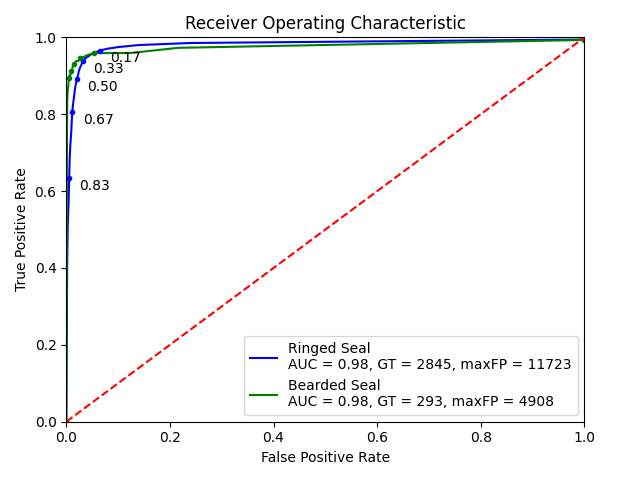 Receiver Operating Characteristic
True Positive Rate
1.0
0.8
0.6
0.4
0.2
0.0
0.17
0.33
0.50
0.67
0.83
Ringed Seal
AUC = 0.98, GT = 2845, maxFP = 11723
Bearded Seal
AUC = 0.98, GT = 293, maxFP = 4908
0.0 0.2 0.4 0.6 0.8 1.0
False Positive Rate